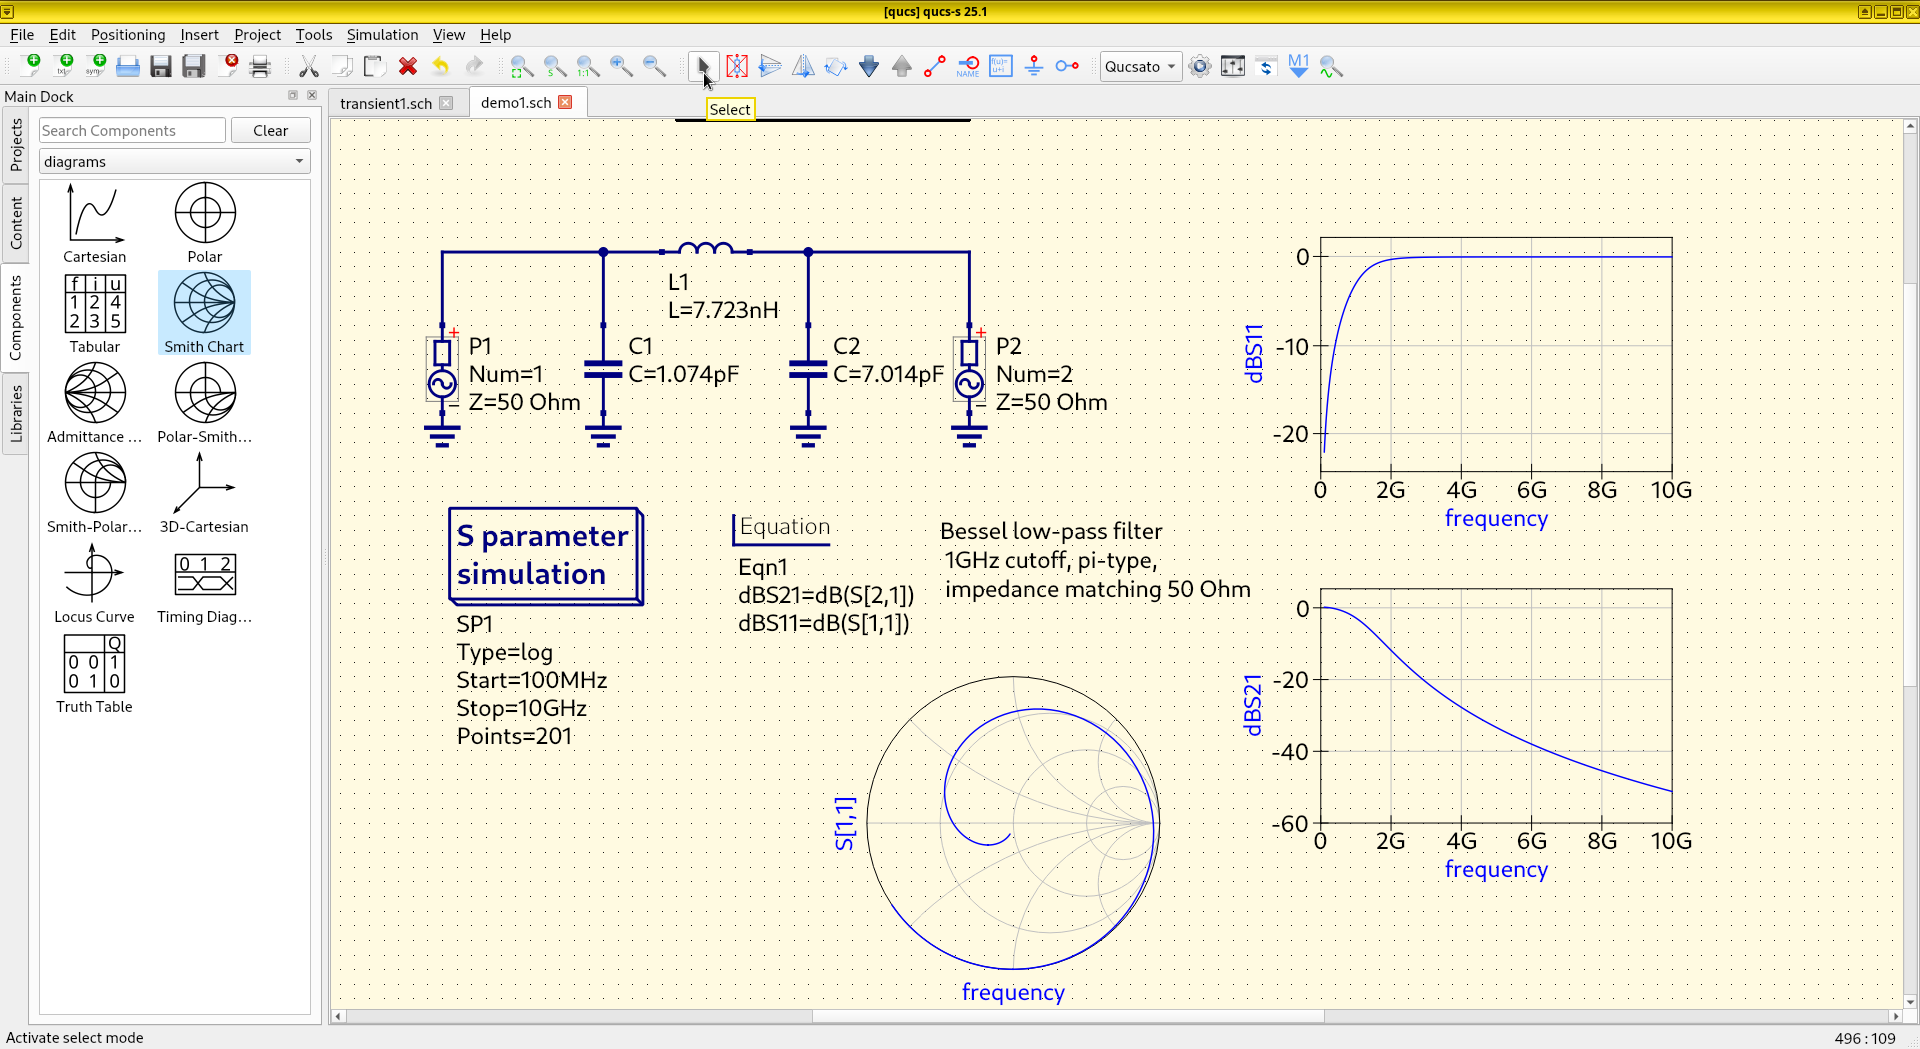 [qucs] qucs-s 25.1
File Edit Positioning Insert Project Tools Simulation View Help
txt
sym
1:1
NAME
f(u)=
u+i
Qucsato
M1
Main Dock
transient1.sch
demo1.sch
Select
Projects
Content
Components
Libraries
Search Components
Clear
diagrams
Cartesian
Polar
f i u
1 2 4
2 3 5
Tabular
Smith Chart
Admittance ...
Polar-Smith...
Smith-Polar...
3D-Cartesian
Locus Curve
0 1 2
Timing Diag...
Q
0 0 1
0 1 0
Truth Table
L1
L=7.723nH
P1
Num=1
Z=50 Ohm
C1
C=1.074pF
C2
C=7.014pF
P2
Num=2
Z=50 Ohm
S parameter
simulation
SP1
Type=log
Start=100MHz
Stop=10GHz
Points=201
Equation
Eqn1
dBS21=dB(S[2,1])
dBS11=dB(S[1,1])
Bessel low-pass filter
1GHz cutoff, pi-type,
impedance matching 50 Ohm
S[1,1]
frequency
dBS11
0
-10
-20
0 2G 4G 6G 8G 10G
frequency
dBS21
0
-20
-40
-60
0 2G 4G 6G 8G 10G
frequency
Activate select mode
496 : 109